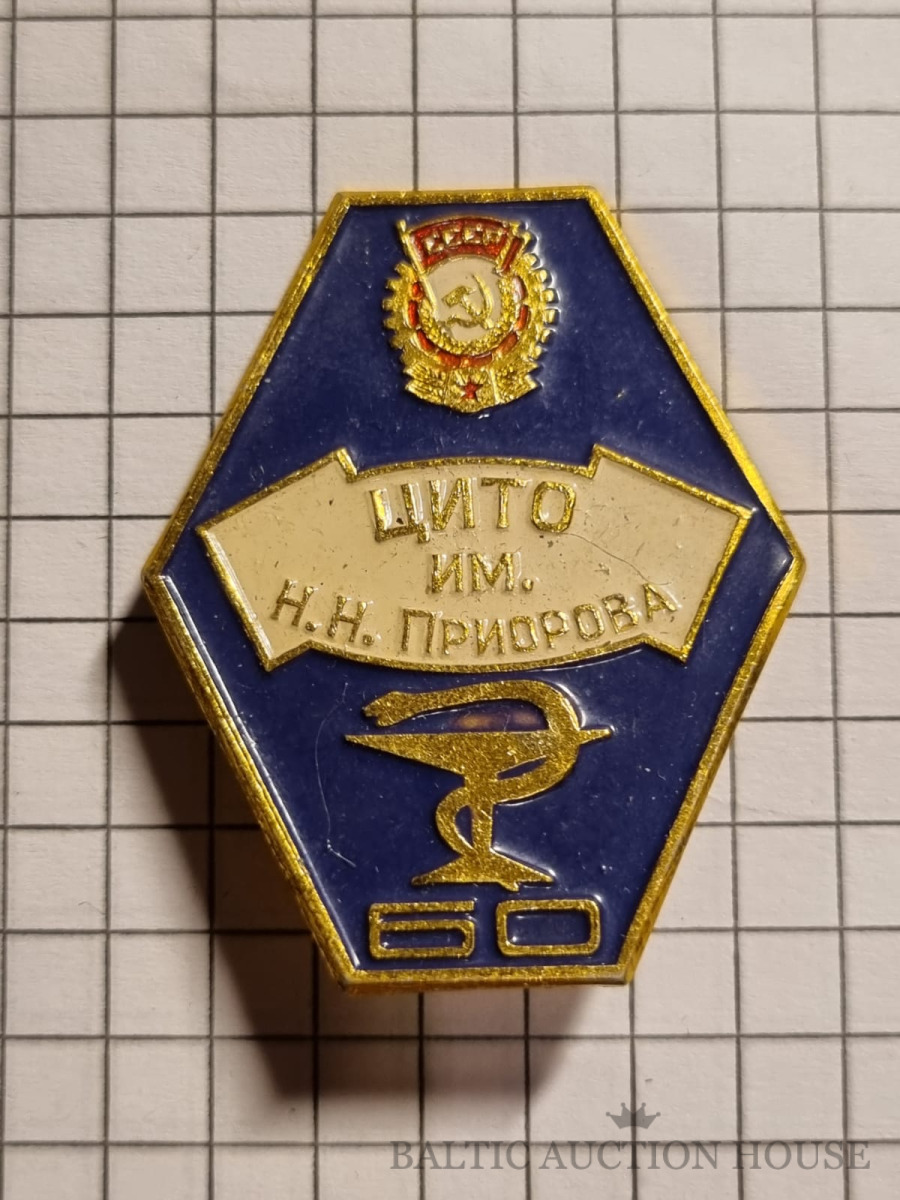 СССР
ЦИТО
ИМ.
Н.Н. ПРИОРОВА
60
BALTIC AUCTION HOUSE